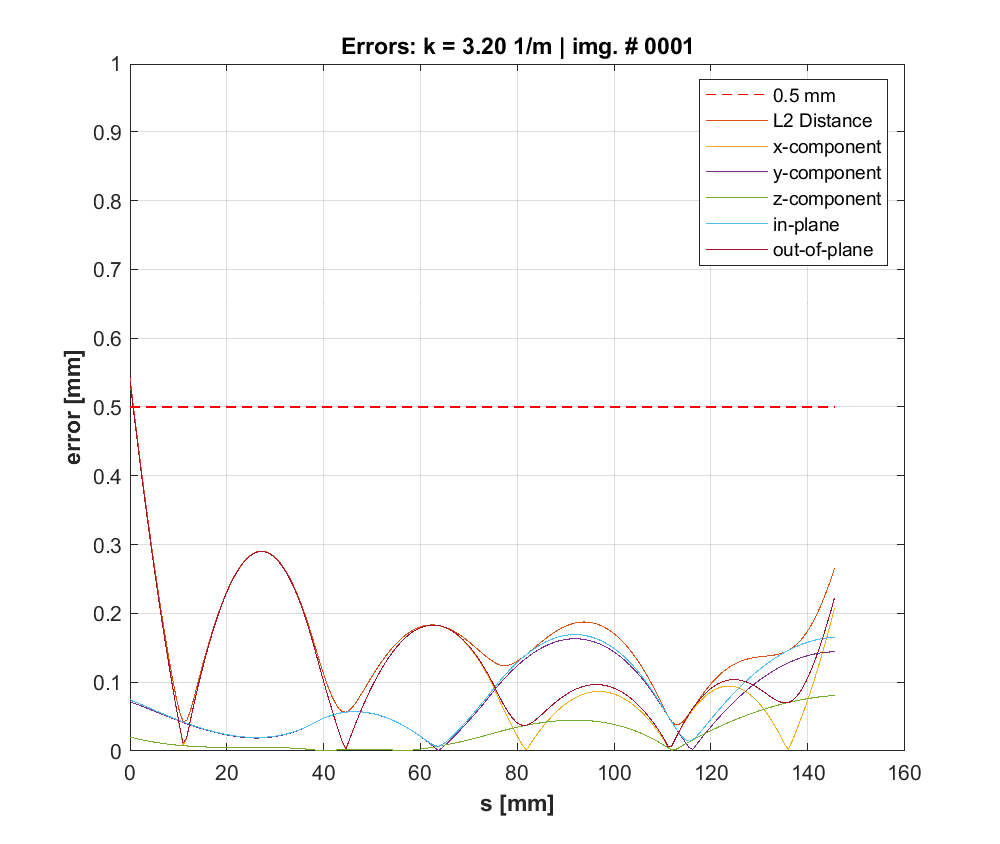 Errors: k = 3.20 1/m | img. # 0001
1
0.9
0.8
0.7
0.6
0.5
0.4
0.3
0.2
0.1
0
error [mm]
0.5 mm
L2 Distance
x-component
y-component
z-component
in-plane
out-of-plane
0 20 40 60 80 100 120 140 160
s [mm]